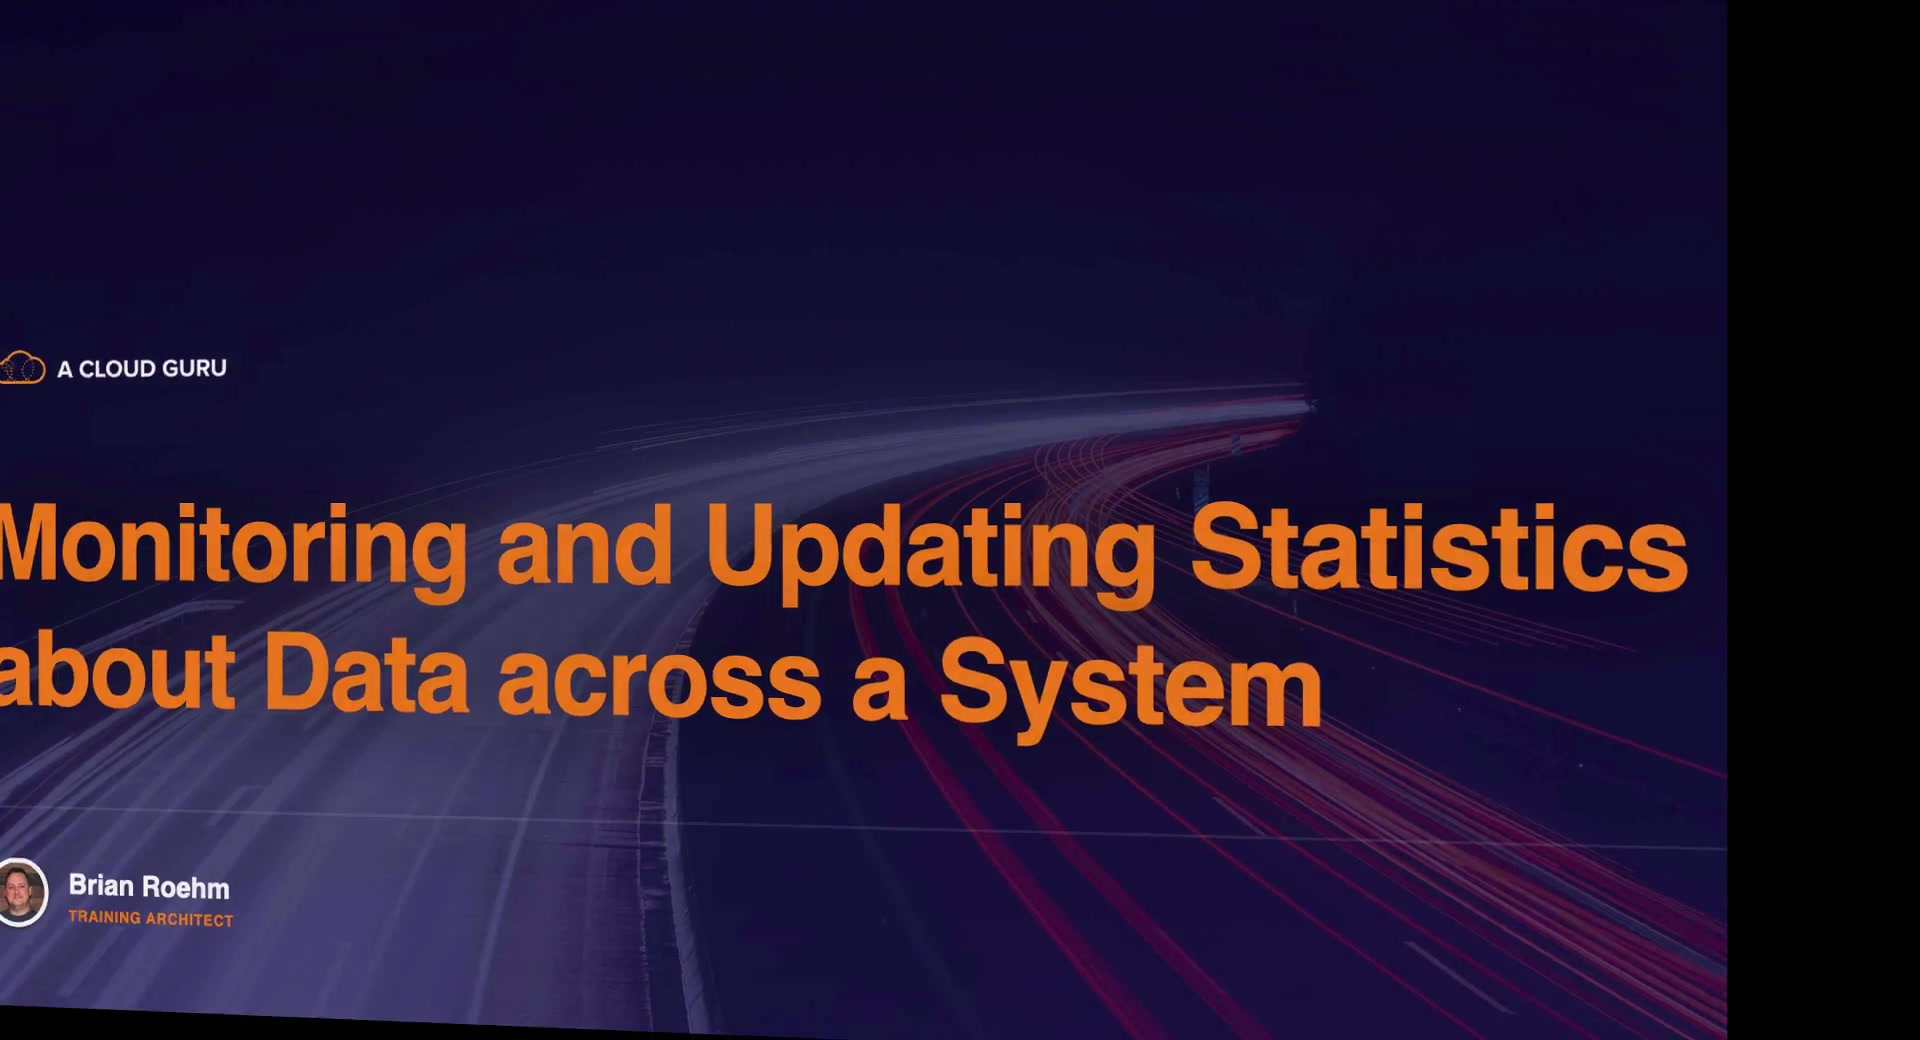 A CLOUD GURU
Monitoring and Updating Statistics
about Data across a System
Brian Roehm
TRAINING ARCHITECT